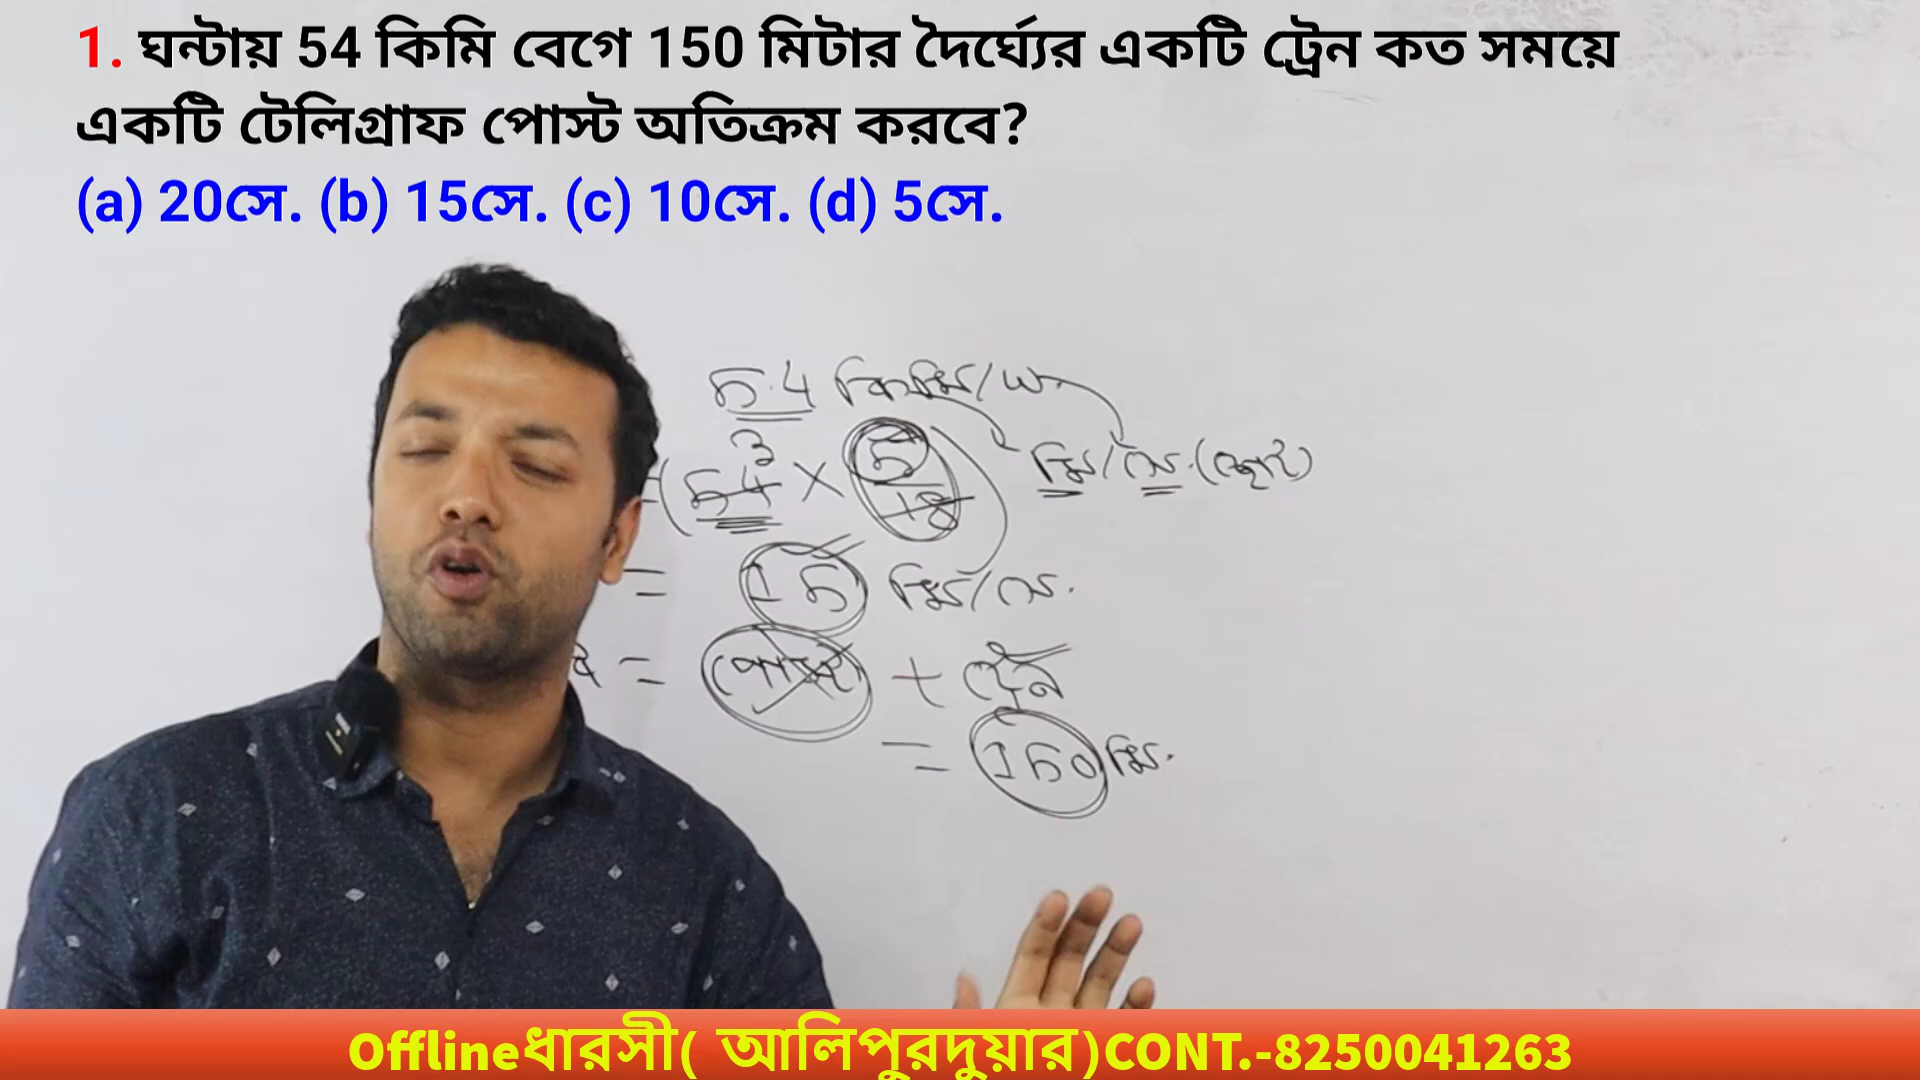 1. ঘন্টায় 54 কিমি বেগে 150 মিটার দৈর্ঘ্যের একটি ট্রেন কত সময়ে
একটি টেলিগ্রাফ পোস্ট অতিক্রম করবে?
(a) 20সে. (b) 15সে. (c) 10সে. (d) 5সে.
54 কিমি/ঘ.
=(54 3 × 5/18) মি/সে.
= 15 মি/সে.
= পোস্ট + ট্রেন
= 150 মি.
Offlineধারসী( আলিপুরদুয়ার)CONT.-8250041263